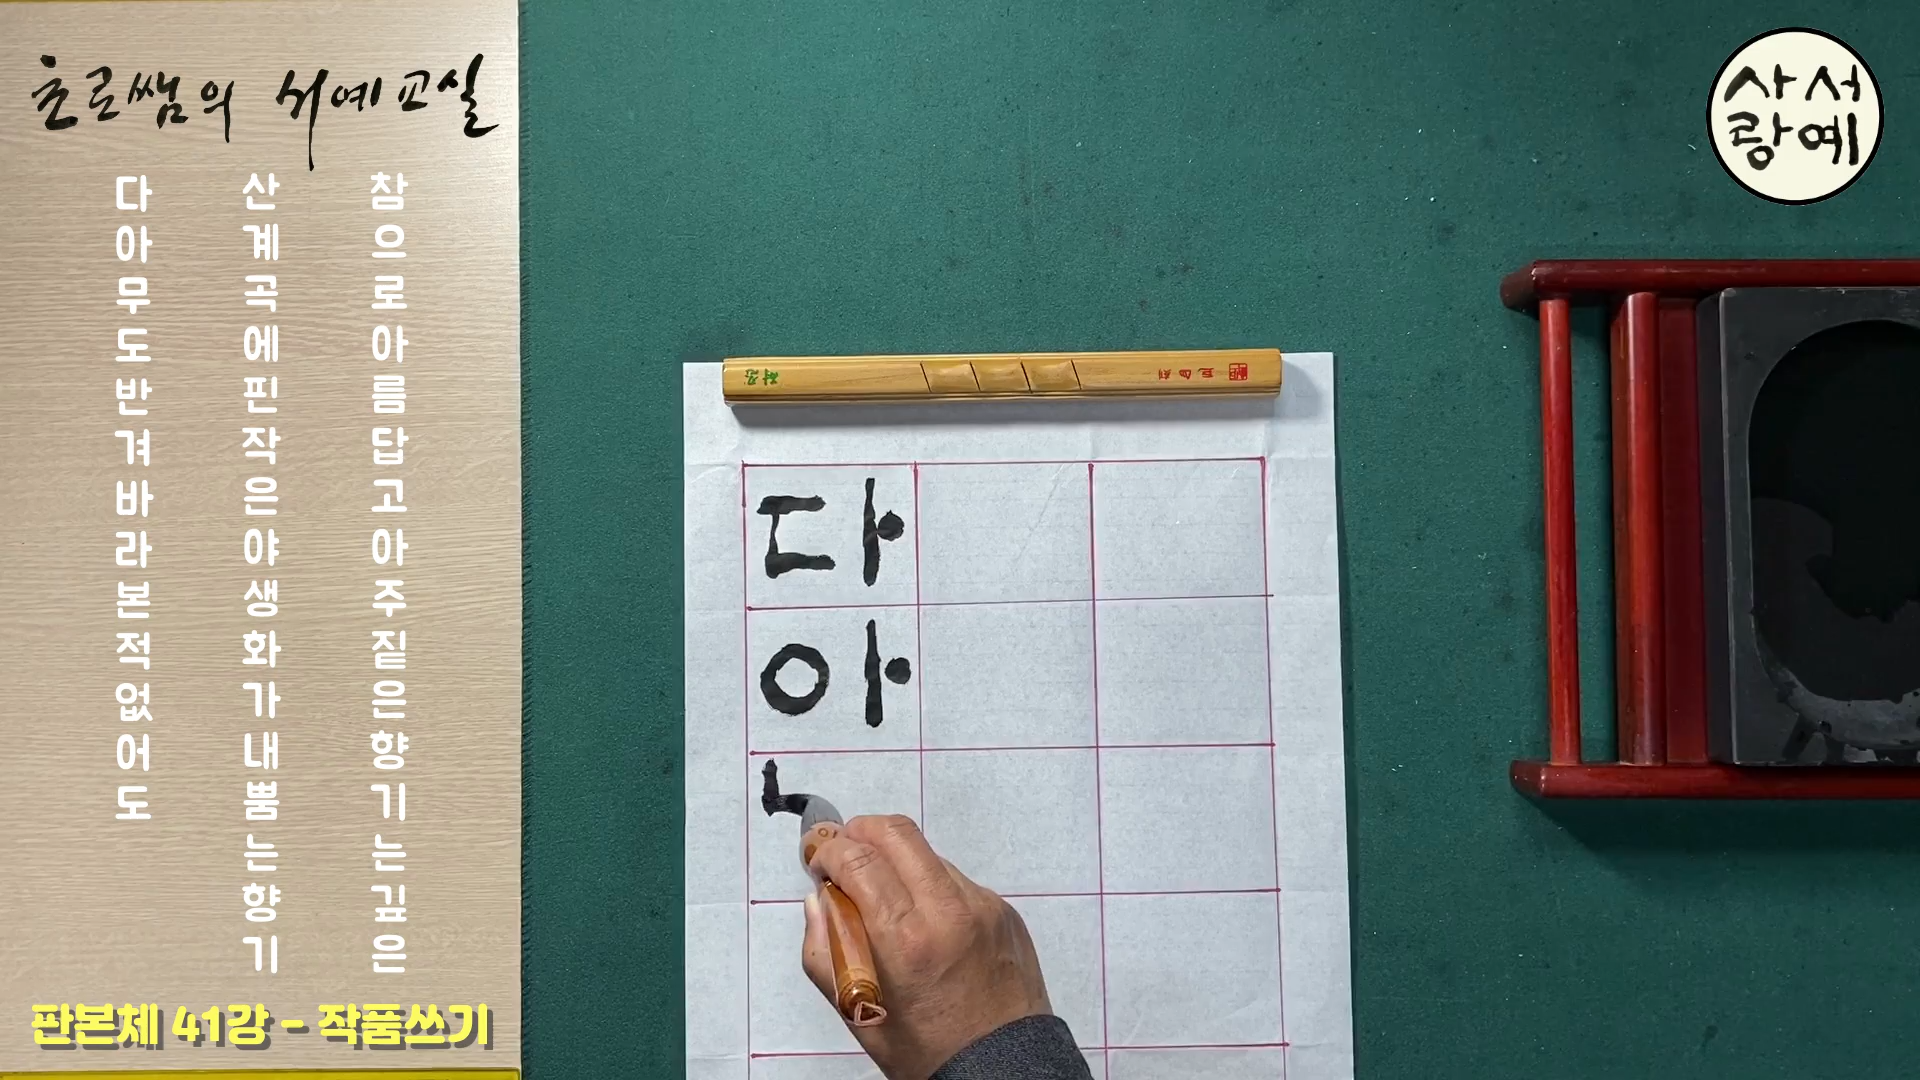 초로쌤의 서예교실
참으로아름답고아주짙은향기는깊은
산계곡에핀작은야생화가내뿜는향기
다아무도반겨바라본적없어도
판본체 41강 - 작품쓰기
서예
사랑
다
아